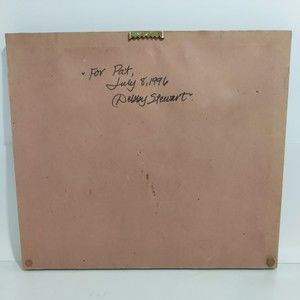 For Pat,
July 8, 1996
Debby Stewart